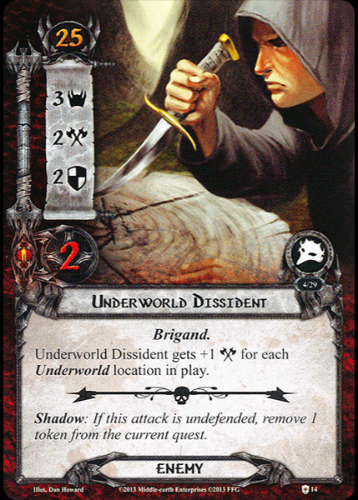 25
3
2
2
2
4/29
UNDERWORLD DISSIDENT
Brigand.
Underworld Dissident gets +1 for each
Underworld location in play.
Shadow: If this attack is undefended, remove 1
token from the current quest.
ENEMY
Illus. Dan Howard ©2013 Middle-earth Enterprises ©2013 FFG 14